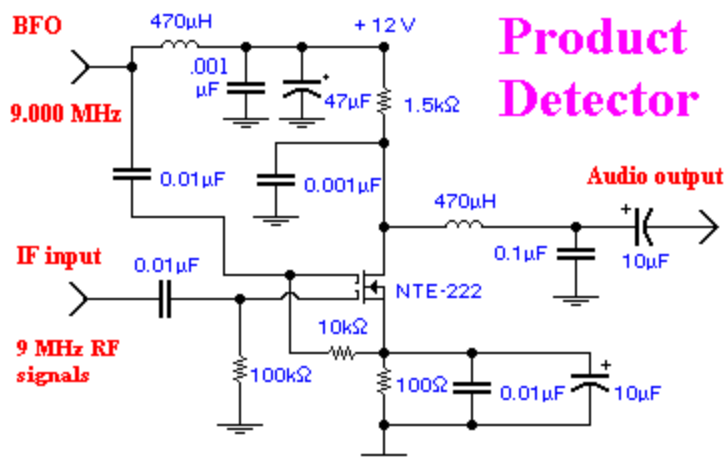 BFO
470μH
+12V
Product
Detector
.001
μF
47μF
+
1.5kΩ
9.000 MHz
0.01μF
0.001μF
Audio output
470μH
+
0.1μF
10μF
IF input
0.01μF
NTE-222
10kΩ
9 MHz RF
signals
100kΩ
100Ω
0.01μF
+
10μF